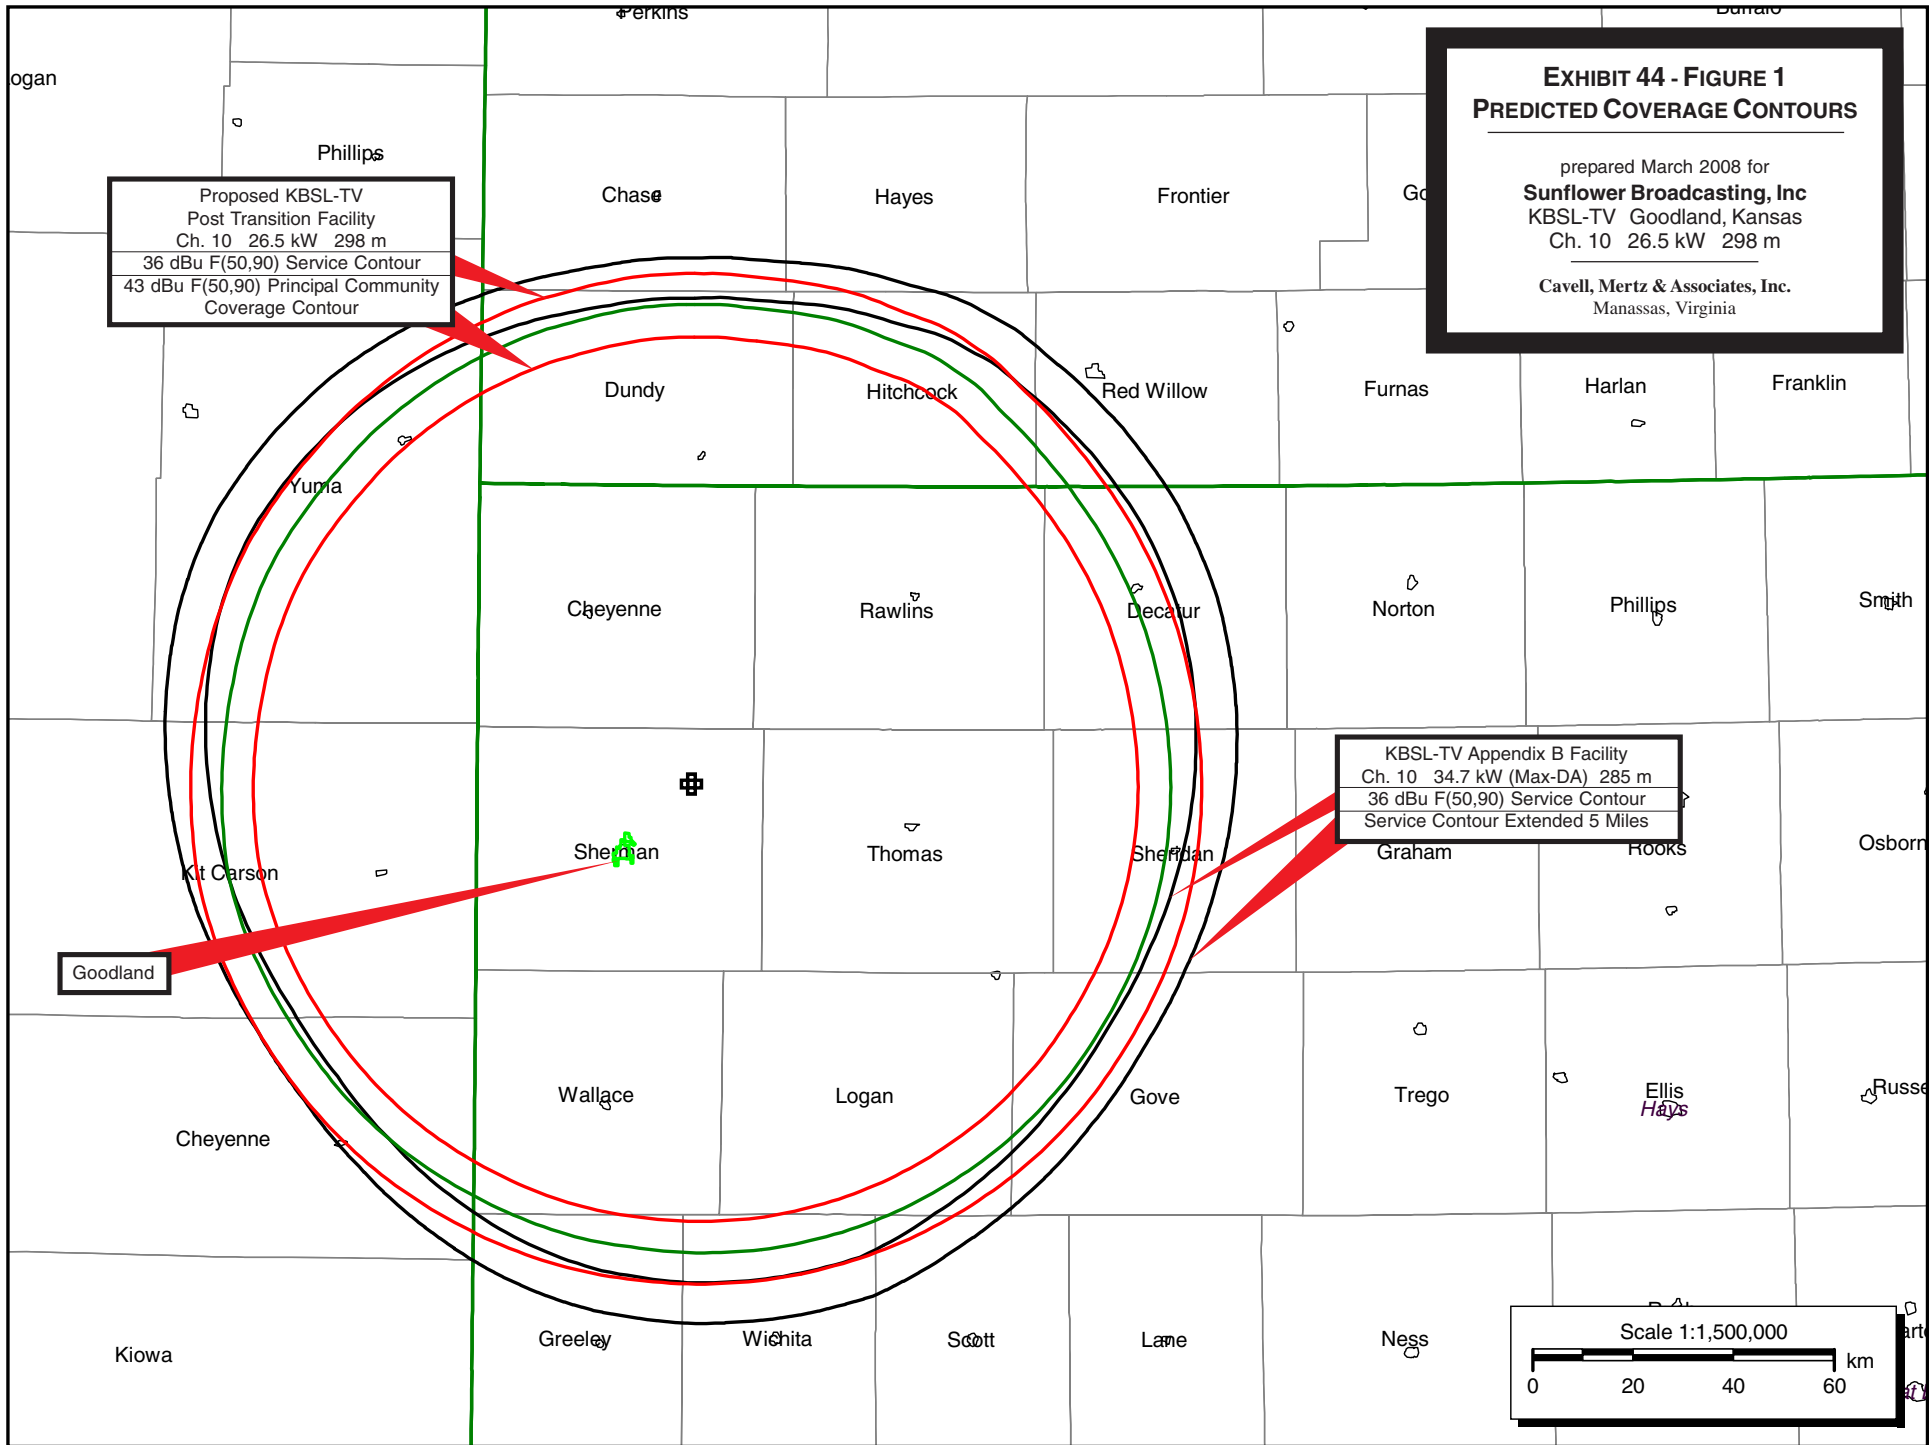 Perkins
Buffalo
ogan
EXHIBIT 44 - FIGURE 1
PREDICTED COVERAGE CONTOURS
prepared March 2008 for
Sunflower Broadcasting, Inc
KBSL-TV Goodland, Kansas
Ch. 10 26.5 kW 298 m
Cavell, Mertz & Associates, Inc.
Manassas, Virginia
Phillips
Proposed KBSL-TV
Post Transition Facility
Ch. 10 26.5 kW 298 m
36 dBu F(50,90) Service Contour
43 dBu F(50,90) Principal Community
Coverage Contour
Chase
Hayes
Frontier
Go
Dundy
Hitchcock
Red Willow
Furnas
Harlan
Franklin
Yuma
Cheyenne
Rawlins
Decatur
Norton
Phillips
Smith
KBSL-TV Appendix B Facility
Ch. 10 34.7 kW (Max-DA) 285 m
36 dBu F(50,90) Service Contour
Service Contour Extended 5 Miles
Kit Carson
Sherman
Thomas
Sheridan
Graham
Rooks
Osborn
Goodland
Cheyenne
Wallace
Logan
Gove
Trego
Ellis
Hays
Russe
Kiowa
Greeley
Wichita
Scott
Lane
Ness
Scale 1:1,500,000
km
0 20 40 60